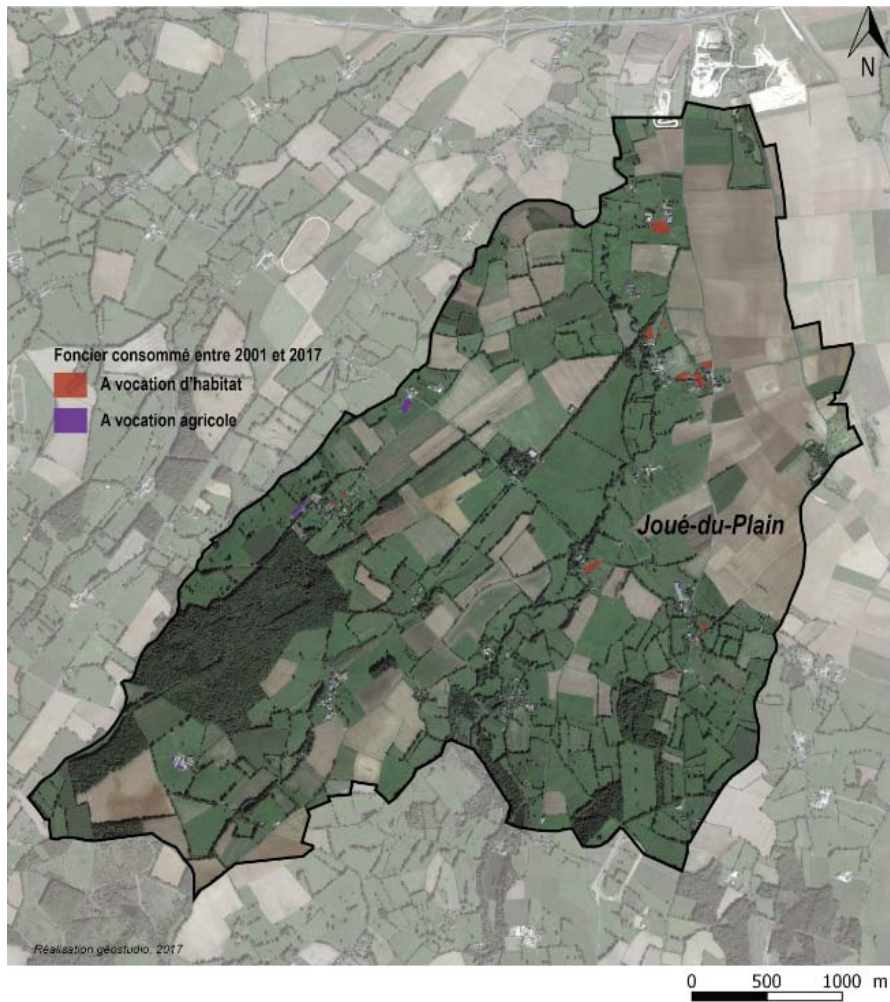 N
Foncier consommé entre 2001 et 2017
A vocation d'habitat
A vocation agricole
Joué-du-Plain
Réalisation géostudio, 2017
0 500 1000 m